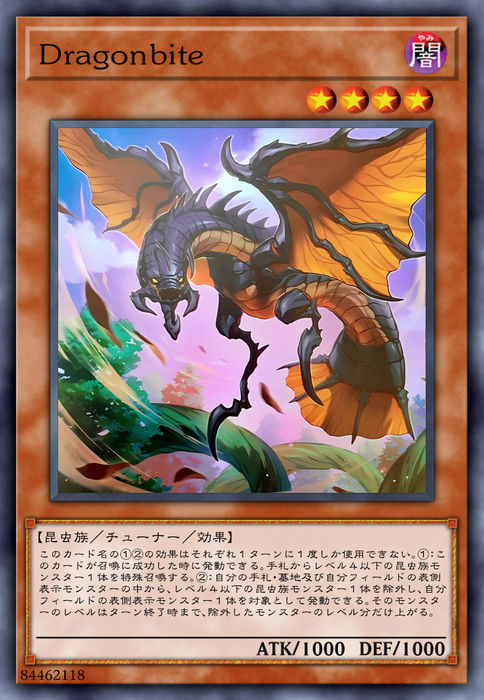 Dragonbite
やみ
闇
【昆虫族／チューナー／効果】
このカード名の①②の効果はそれぞれ１ターンに１度しか使用できない。①：こ
のカードが召喚に成功した時に発動できる。手札からレベル４以下の昆虫族モ
ンスター１体を特殊召喚する。②：自分の手札・墓地及び自分フィールドの表側
表示モンスターの中から、レベル４以下の昆虫族モンスター１体を除外し、自分
フィールドの表側表示モンスター１体を対象として発動できる。そのモンスタ
ーのレベルはターン終了時まで、除外したモンスターのレベル分だけ上がる。
ATK/1000 DEF/1000
84462118